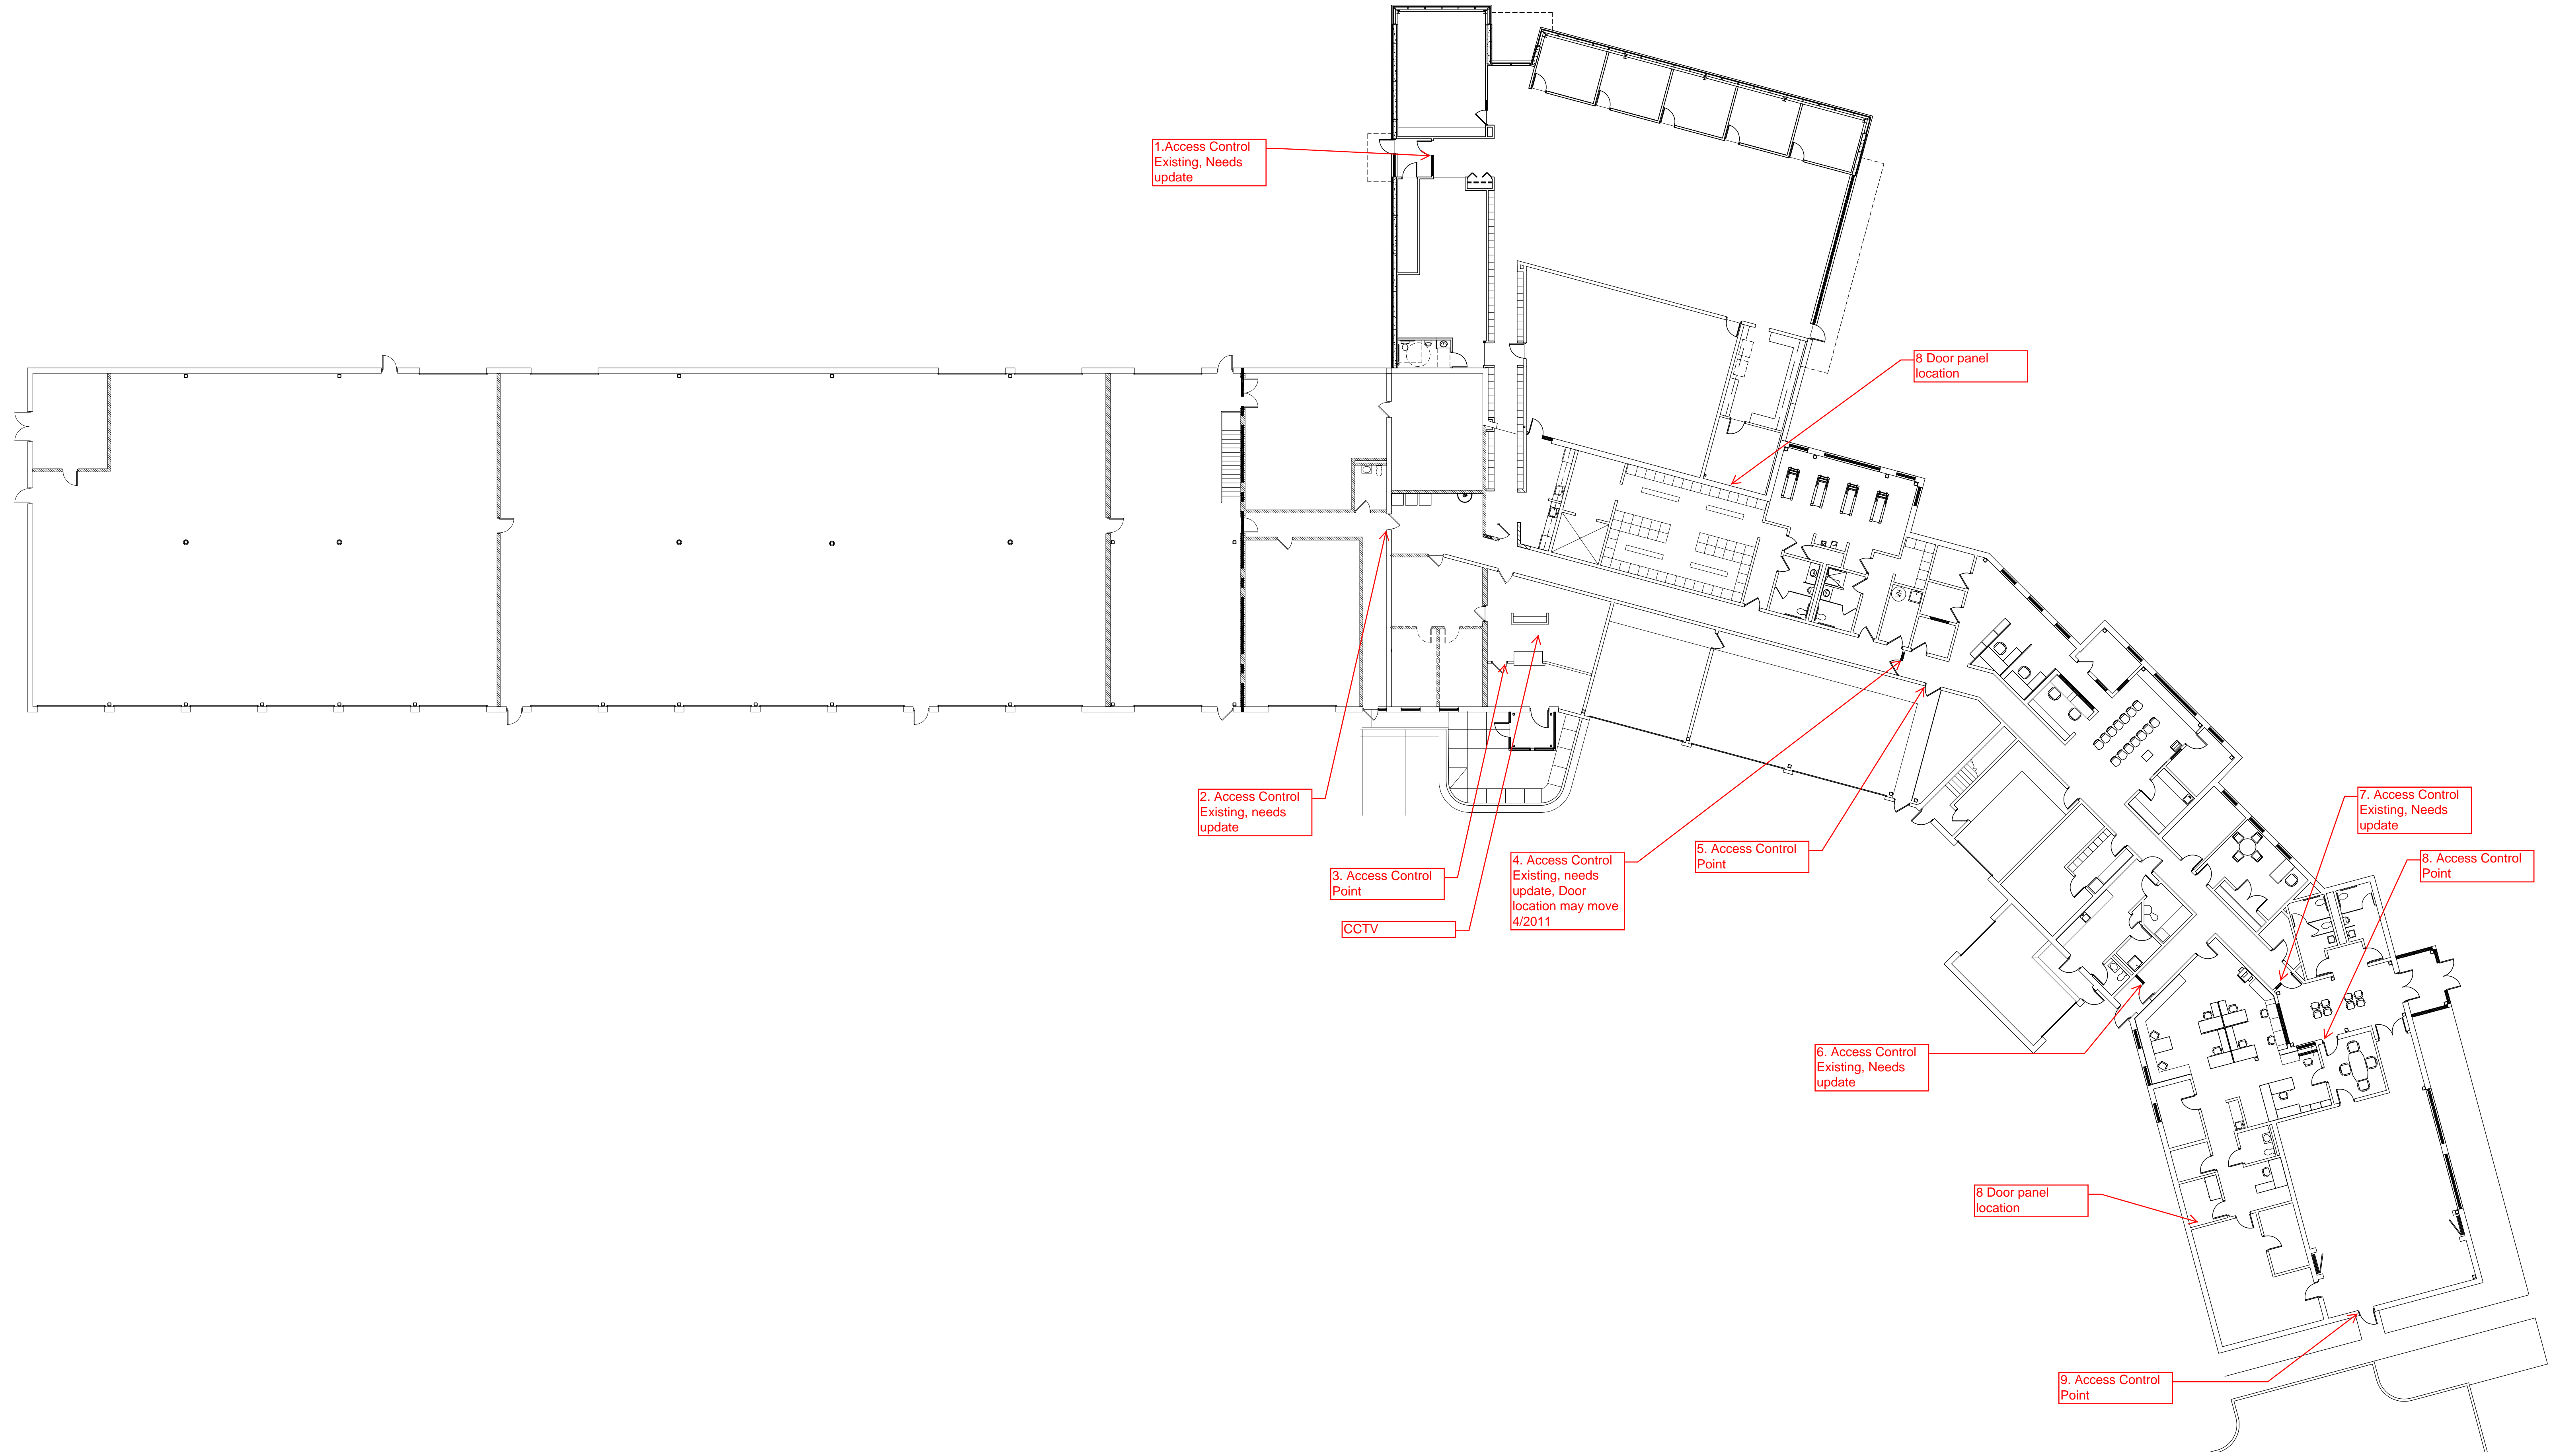 1.Access Control
Existing, Needs
update
8 Door panel
location
2. Access Control
Existing, needs
update
3. Access Control
Point
CCTV
4. Access Control
Existing, needs
update, Door
location may move
4/2011
5. Access Control
Point
7. Access Control
Existing, Needs
update
8. Access Control
Point
6. Access Control
Existing, Needs
update
8 Door panel
location
9. Access Control
Point